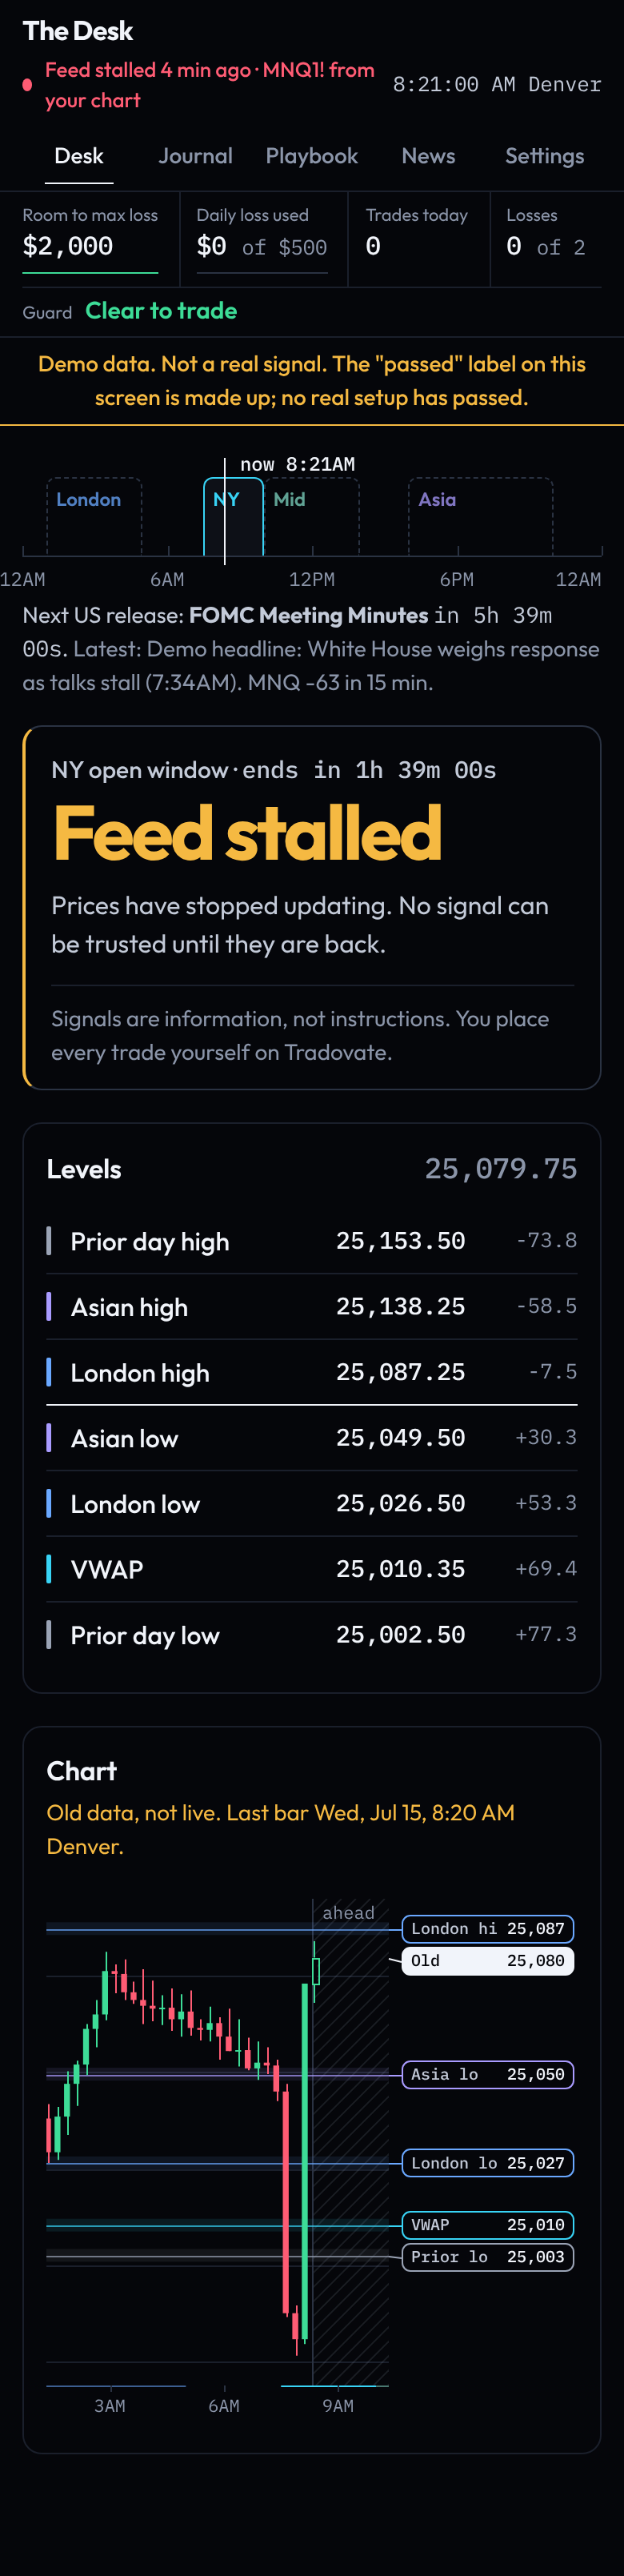 The Desk
Feed stalled 4 min ago · MNQ1! from
your chart
8:21:00 AM Denver
Desk Journal Playbook News Settings
Room to max loss Daily loss used Trades today Losses
$2,000 $0 of $500 0 0 of 2
Guard Clear to trade
Demo data. Not a real signal. The "passed" label on this
screen is made up; no real setup has passed.
now 8:21AM
London NY Mid Asia
12AM 6AM 12PM 6PM 12AM
Next US release: FOMC Meeting Minutes in 5h 39m
00s. Latest: Demo headline: White House weighs response
as talks stall (7:34AM). MNQ -63 in 15 min.
NY open window · ends in 1h 39m 00s
Feed stalled
Prices have stopped updating. No signal can
be trusted until they are back.
Signals are information, not instructions. You place
every trade yourself on Tradovate.
Levels 25,079.75
Prior day high 25,153.50 -73.8
Asian high 25,138.25 -58.5
London high 25,087.25 -7.5
Asian low 25,049.50 +30.3
London low 25,026.50 +53.3
VWAP 25,010.35 +69.4
Prior day low 25,002.50 +77.3
Chart
Old data, not live. Last bar Wed, Jul 15, 8:20 AM
Denver.
ahead
London hi 25,087
Old 25,080
Asia lo 25,050
London lo 25,027
VWAP 25,010
Prior lo 25,003
3AM 6AM 9AM